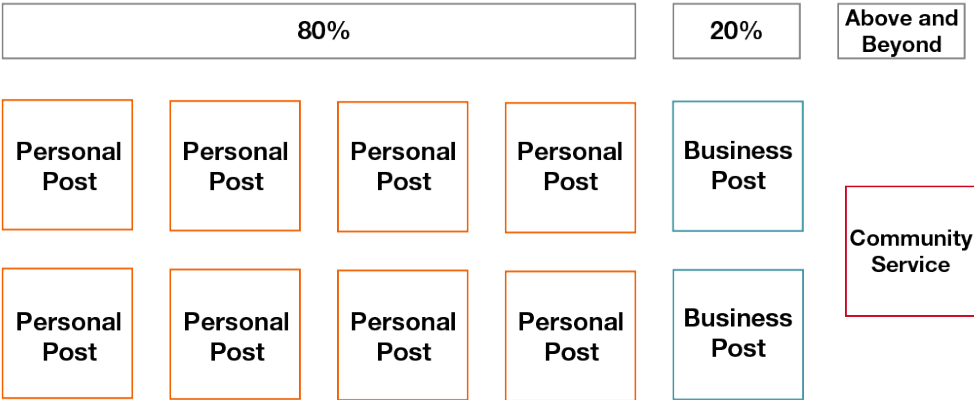 80%
20%
Above and
Beyond
Personal
Post
Personal
Post
Personal
Post
Personal
Post
Business
Post
Community
Service
Personal
Post
Personal
Post
Personal
Post
Personal
Post
Business
Post